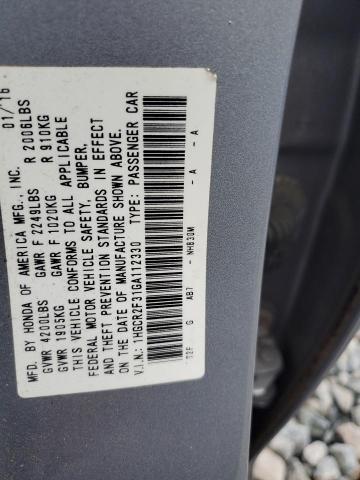 MFD. BY HONDA OF AMERICA MFG., INC. 01/16
GVWR 4200LBS GAWR F 2249LBS R 2006LBS
GVWR 1905KG GAWR F 1020KG R 910KG
THIS VEHICLE CONFORMS TO ALL APPLICABLE
FEDERAL MOTOR VEHICLE SAFETY, BUMPER,
AND THEFT PREVENTION STANDARDS IN EFFECT
ON THE DATE OF MANUFACTURE SHOWN ABOVE.
V.I.N.: 1HGCR2F31GA112330 TYPE: PASSENGER CAR
T2F G AB7 NH830M - A - A